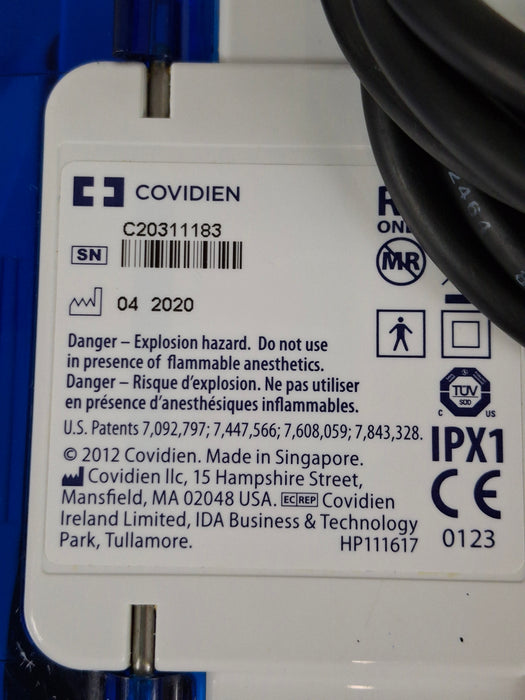 COVIDIEN
C20311183
SN
04 2020
ONL
MR
Danger – Explosion hazard. Do not use
in presence of flammable anesthetics.
Danger – Risque d'explosion. Ne pas utiliser
en présence d'anesthésiques inflammables.
TÜV
SÜD
C US
U.S. Patents 7,092,797; 7,447,566; 7,608,059; 7,843,328.
IPX1
© 2012 Covidien. Made in Singapore.
Covidien llc, 15 Hampshire Street,
Mansfield, MA 02048 USA. EC REP Covidien
Ireland Limited, IDA Business & Technology
Park, Tullamore.
HP111617
CE
0123